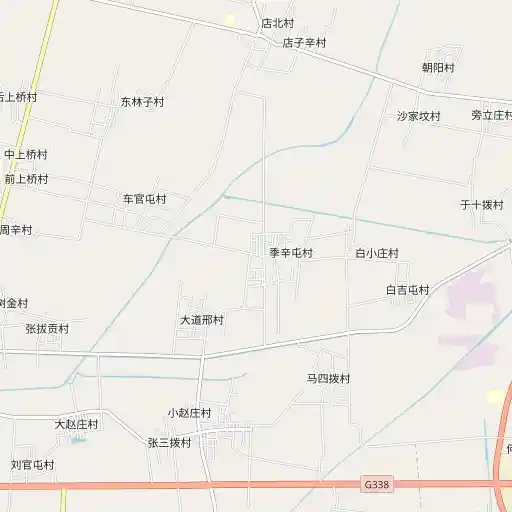 店北村
店子辛村
朝阳村
后上桥村
东林子村
沙家坟村
旁立庄村
中上桥村
前上桥村
车官屯村
于十拨村
周辛村
季辛屯村
白小庄村
白吉屯村
树金村
张拔贡村
大道邢村
马四拨村
小赵庄村
大赵庄村
张三拨村
刘官屯村
G338